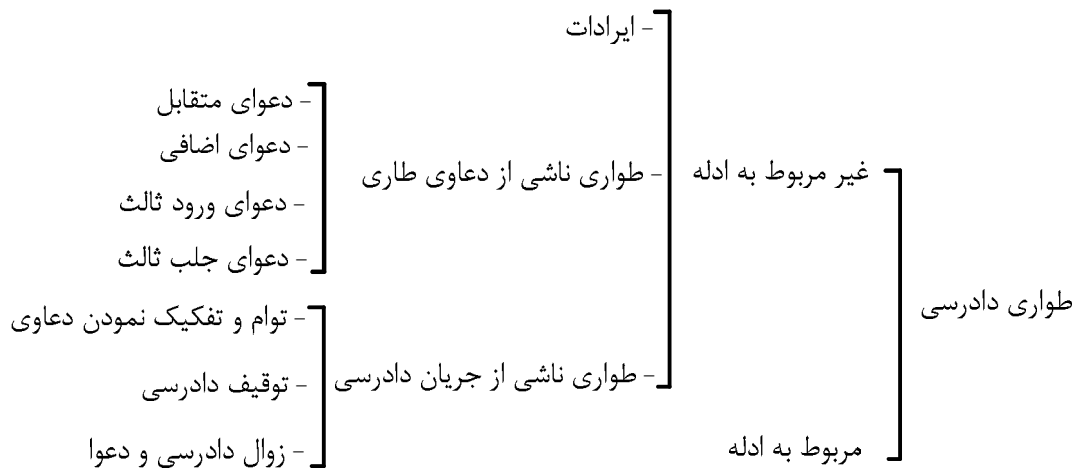 طواری دادرسی
غیر مربوط به ادله
- ایرادات
- طواری ناشی از دعاوی طاری
- دعوای متقابل
- دعوای اضافی
- دعوای ورود ثالث
- دعوای جلب ثالث
- طواری ناشی از جریان دادرسی
- توام و تفکیک نمودن دعاوی
- توقیف دادرسی
- زوال دادرسی و دعوا
مربوط به ادله